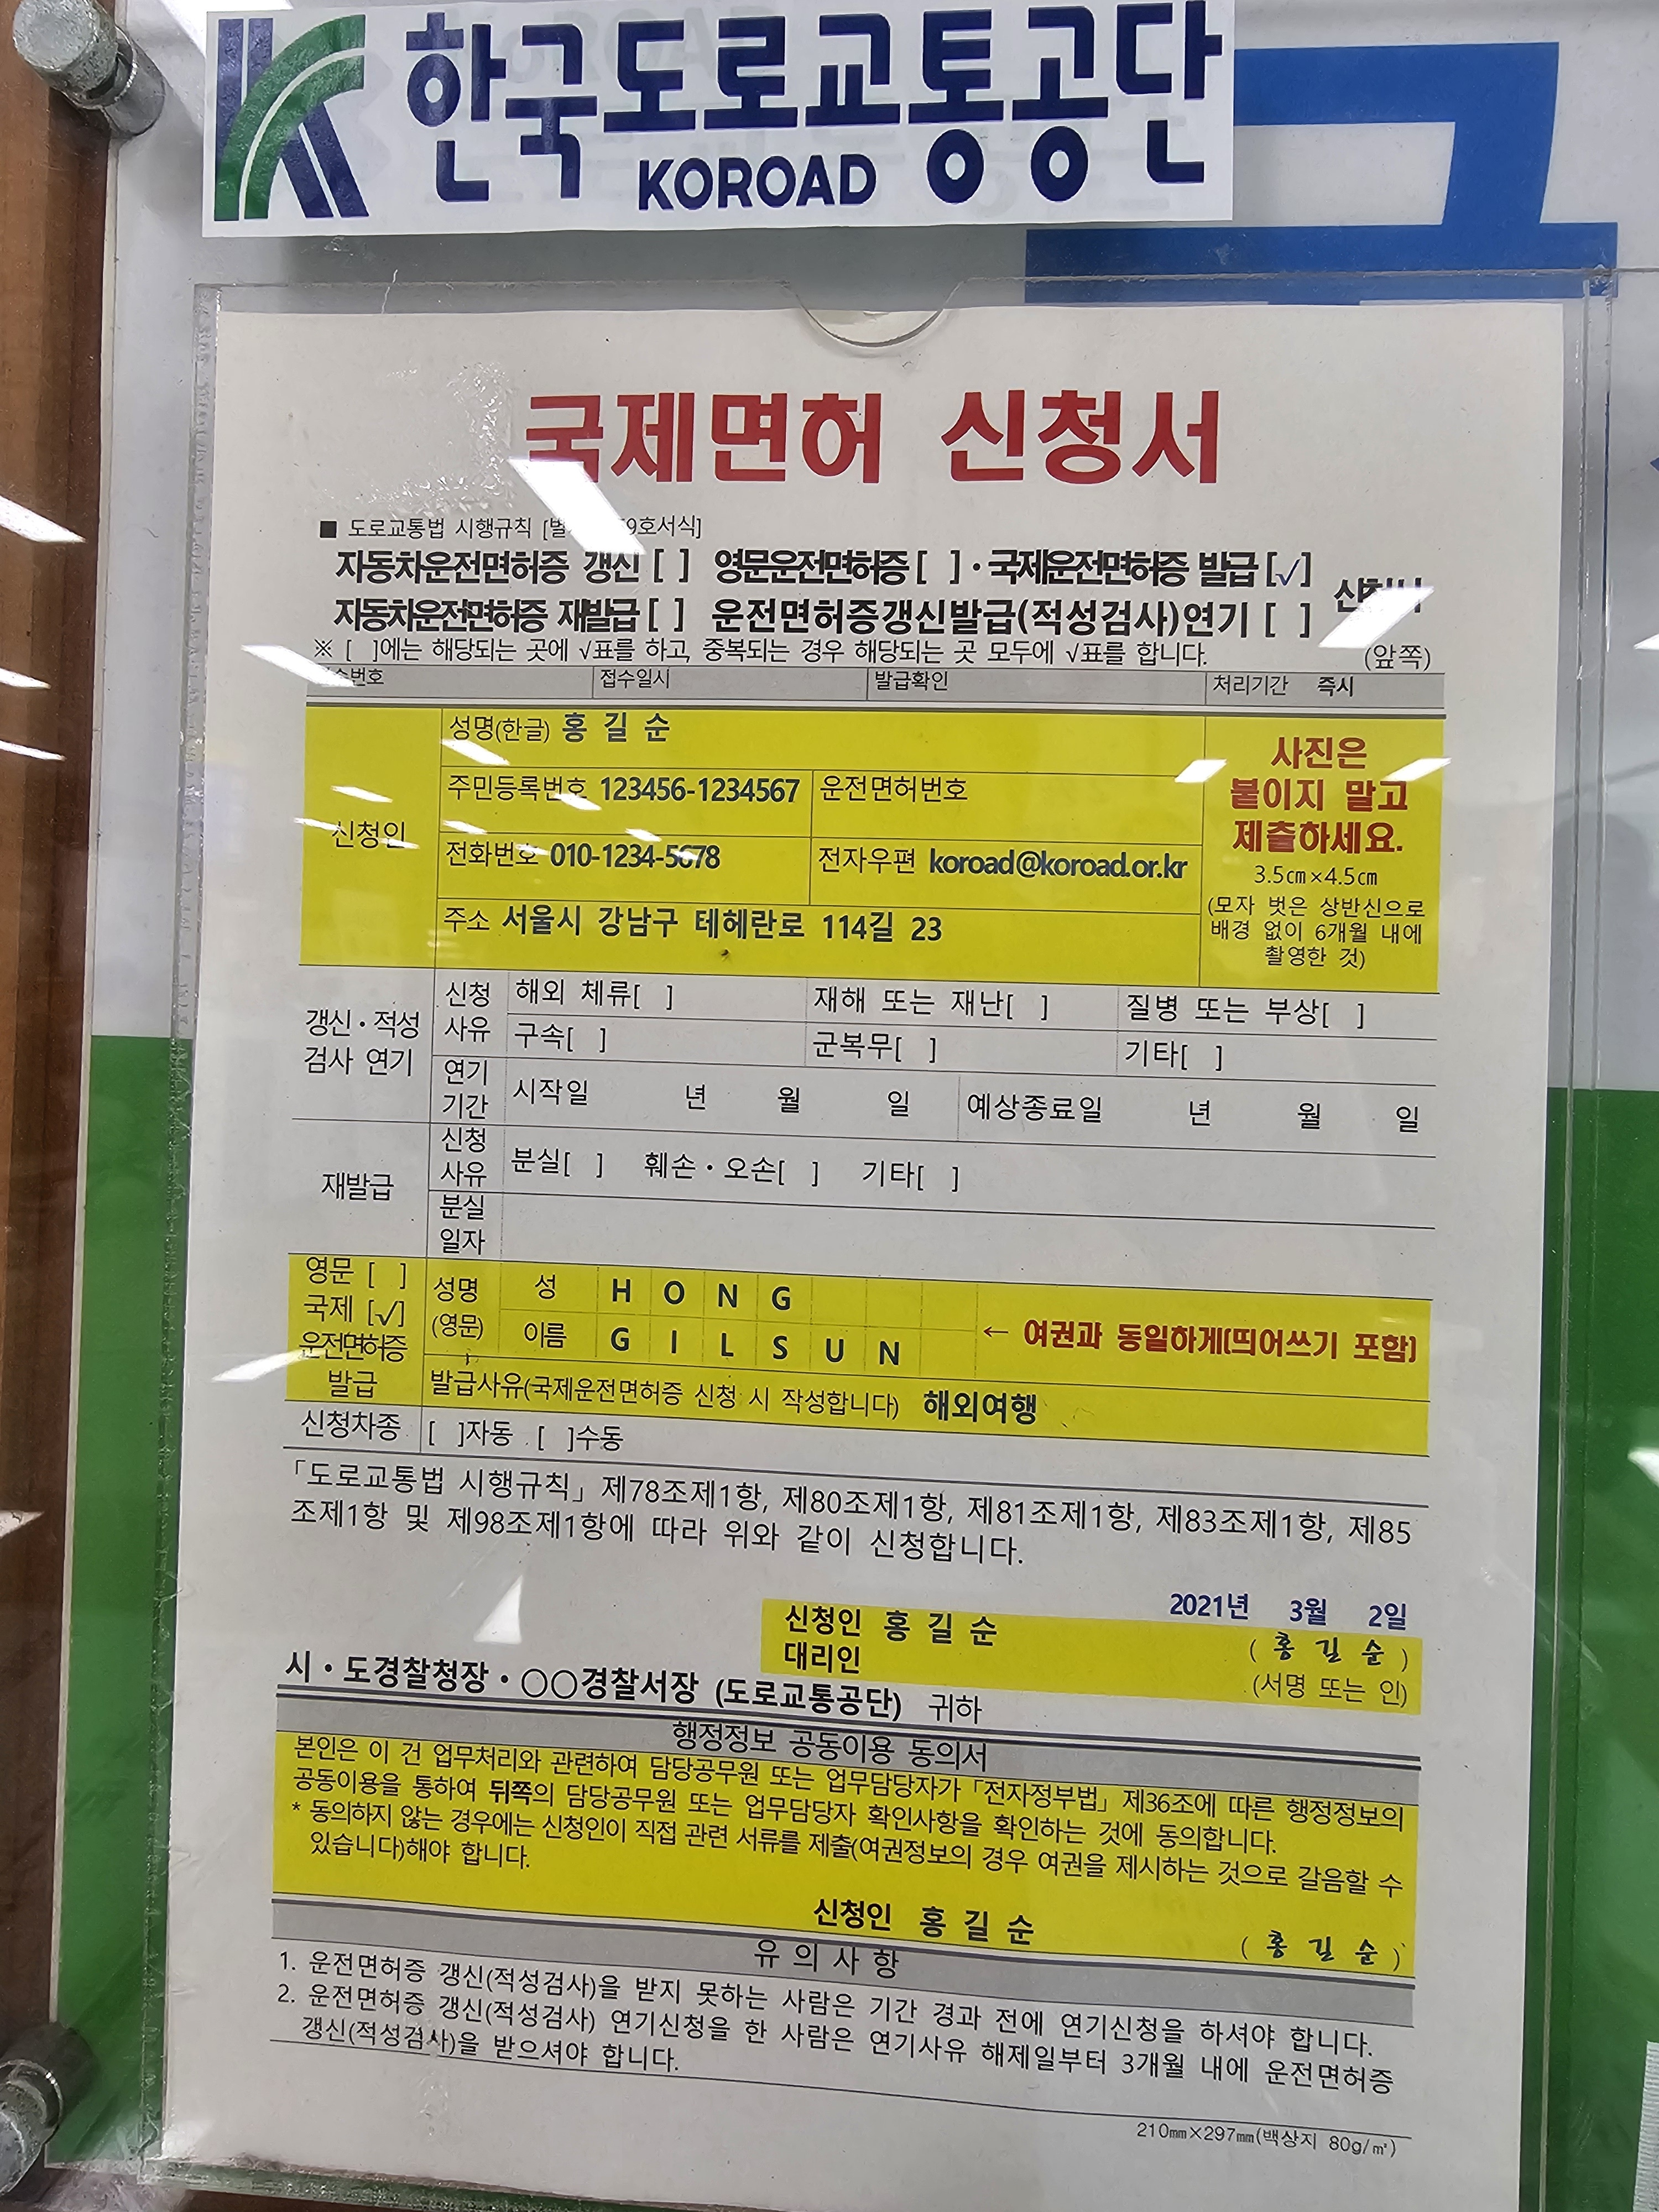 한국도로교통공단
KOROAD
국제면허 신청서
■ 도로교통법 시행규칙
자동차운전면허증 갱신 [ ] 영문운전면허증 [ ]·국제운전면허증 발급 [√]
자동차운전면허증 재발급 [ ] 운전면허증갱신발급(적성검사)연기 [ ]
※ [ ]에는 해당되는 곳에 √표를 하고, 중복되는 경우 해당되는 곳 모두에 √표를 합니다. (앞쪽)
접수일시 발급확인 처리기간 즉시
신청인
성명(한글) 홍 길 순
주민등록번호 123456-1234567 운전면허번호
전화번호 010-1234-5678 전자우편 koroad@koroad.or.kr
주소 서울시 강남구 테헤란로 114길 23
사진은
붙이지 말고
제출하세요.
3.5㎝×4.5㎝
(모자 벗은 상반신으로
배경 없이 6개월 내에
촬영한 것)
갱신·적성
검사 연기
신청
사유
해외 체류[ ] 재해 또는 재난[ ] 질병 또는 부상[ ]
구속[ ] 군복무[ ] 기타[ ]
연기
기간
시작일 년 월 일 예상종료일 년 월 일
재발급
신청
사유
분실[ ] 훼손·오손[ ] 기타[ ]
분실
일자
영문 [ ]
국제 [√]
운전면허증
발급
성명
(영문)
성 H O N G
이름 G I L S U N
← 여권과 동일하게(띄어쓰기 포함)
발급사유(국제운전면허증 신청 시 작성합니다) 해외여행
신청차종 [ ]자동 [ ]수동
「도로교통법 시행규칙」 제78조제1항, 제80조제1항, 제81조제1항, 제83조제1항, 제85
조제1항 및 제98조제1항에 따라 위와 같이 신청합니다.
2021년 3월 2일
신청인 홍 길 순 ( 홍 길 순 )
대리인 (서명 또는 인)
시·도경찰청장·○○경찰서장 (도로교통공단) 귀하
행정정보 공동이용 동의서
본인은 이 건 업무처리와 관련하여 담당공무원 또는 업무담당자가 「전자정부법」 제36조에 따른 행정정보의
공동이용을 통하여 뒤쪽의 담당공무원 또는 업무담당자 확인사항을 확인하는 것에 동의합니다.
* 동의하지 않는 경우에는 신청인이 직접 관련 서류를 제출(여권정보의 경우 여권을 제시하는 것으로 갈음할 수
있습니다)해야 합니다.
신청인 홍 길 순 ( 홍 길 순 )
유 의 사 항
1. 운전면허증 갱신(적성검사)을 받지 못하는 사람은 기간 경과 전에 연기신청을 하셔야 합니다.
2. 운전면허증 갱신(적성검사) 연기신청을 한 사람은 연기사유 해제일부터 3개월 내에 운전면허증
갱신(적성검사)을 받으셔야 합니다.
210㎜×297㎜(백상지 80g/㎡)